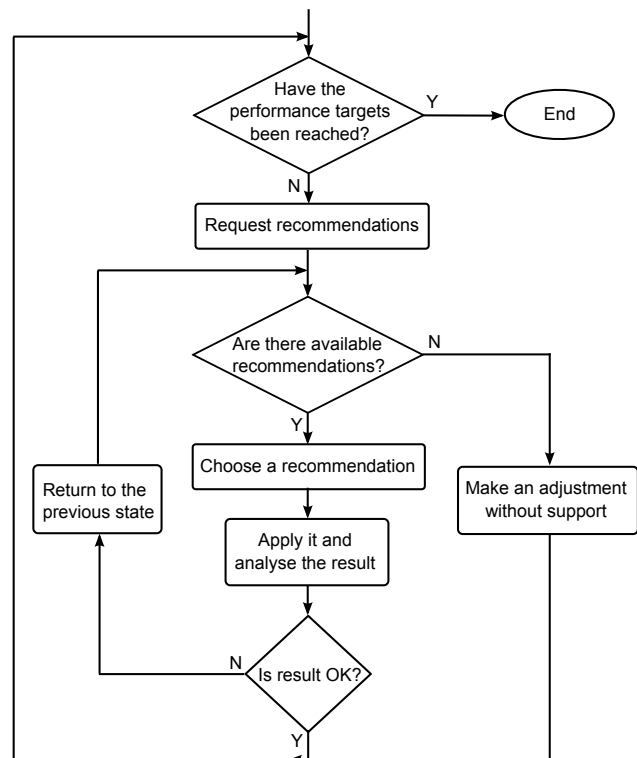 Have the
performance targets
been reached?
Y
End
N
Request recommendations
Are there available
recommendations?
N
Y
Choose a recommendation
Return to the
previous state
Make an adjustment
without support
Apply it and
analyse the result
N
Is result OK?
Y